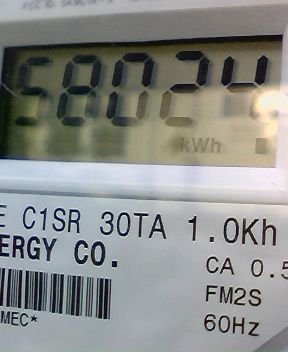 58024
kWh
E C1SR 30TA 1.0Kh
ERGY CO.
CA 0.5
FM2S
MEC*
60Hz